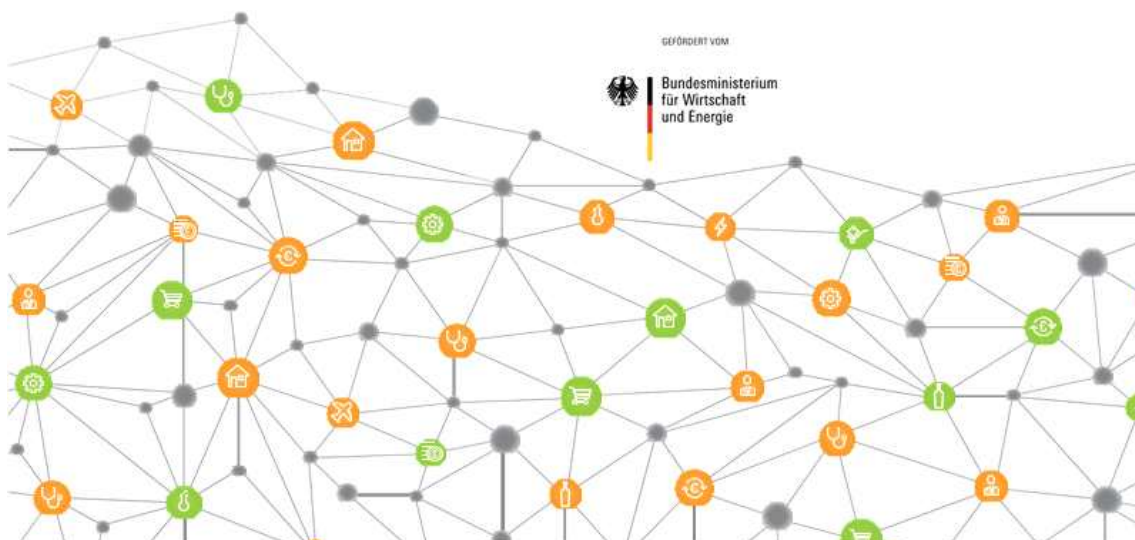 GEFÖRDERT VOM
Bundesministerium
für Wirtschaft
und Energie